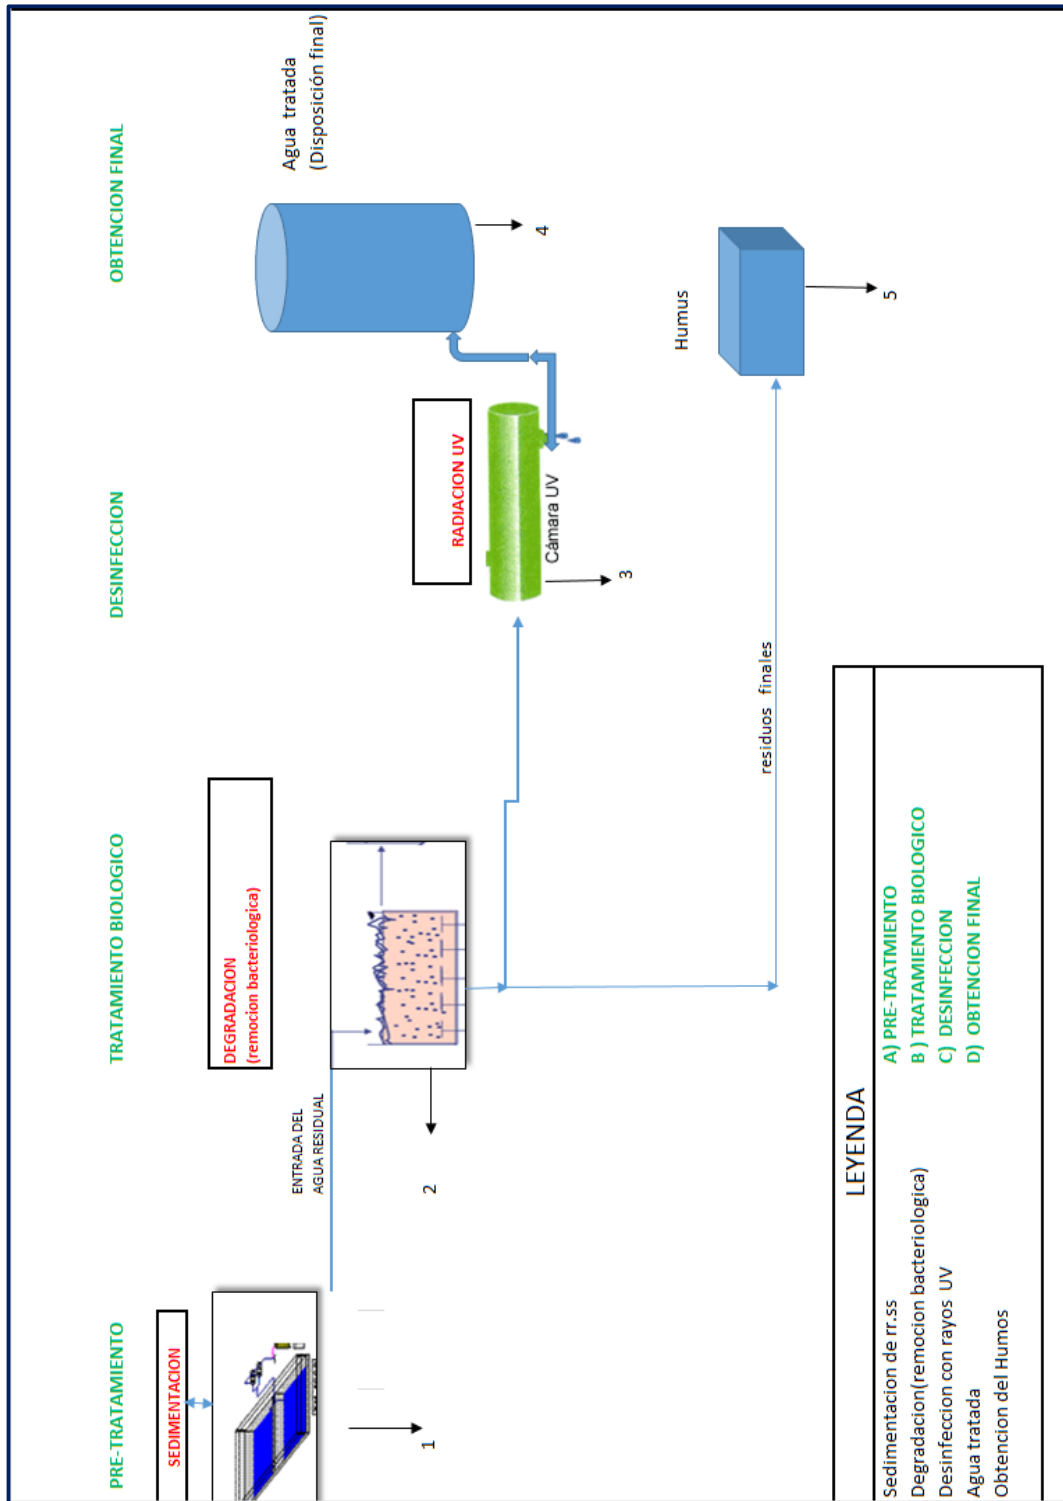 PRE-TRATAMIENTO
TRATAMIENTO BIOLOGICO
DESINFECCION
OBTENCION FINAL
SEDIMENTACION
1
ENTRADA DEL
AGUA RESIDUAL
DEGRADACION
(remocion bacteriologica)
2
RADIACION UV
Cámara UV
3
Agua tratada
(Disposición final)
4
residuos finales
Humus
5
LEYENDA
Sedimentacion de rr.ss
Degradacion(remocion bacteriologica)
Desinfeccion con rayos UV
Agua tratada
Obtencion del Humos
A) PRE-TRATMIENTO
B ) TRATAMIENTO BIOLOGICO
C) DESINFECCION
D) OBTENCION FINAL